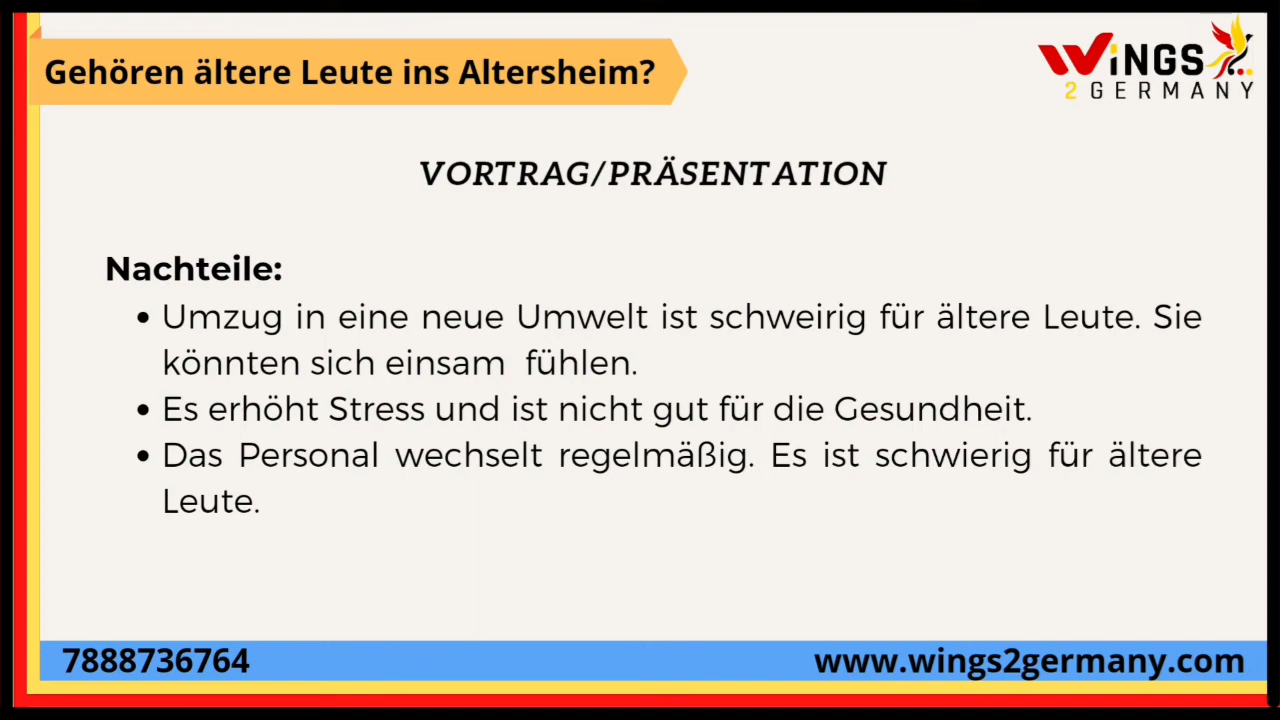 Gehören ältere Leute ins Altersheim?
WiNGS
2 GERMANY
VORTRAG/PRÄSENTATION
Nachteile:
• Umzug in eine neue Umwelt ist schweirig für ältere Leute. Sie
könnten sich einsam fühlen.
• Es erhöht Stress und ist nicht gut für die Gesundheit.
• Das Personal wechselt regelmäßig. Es ist schwierig für ältere
Leute.
7888736764
www.wings2germany.com